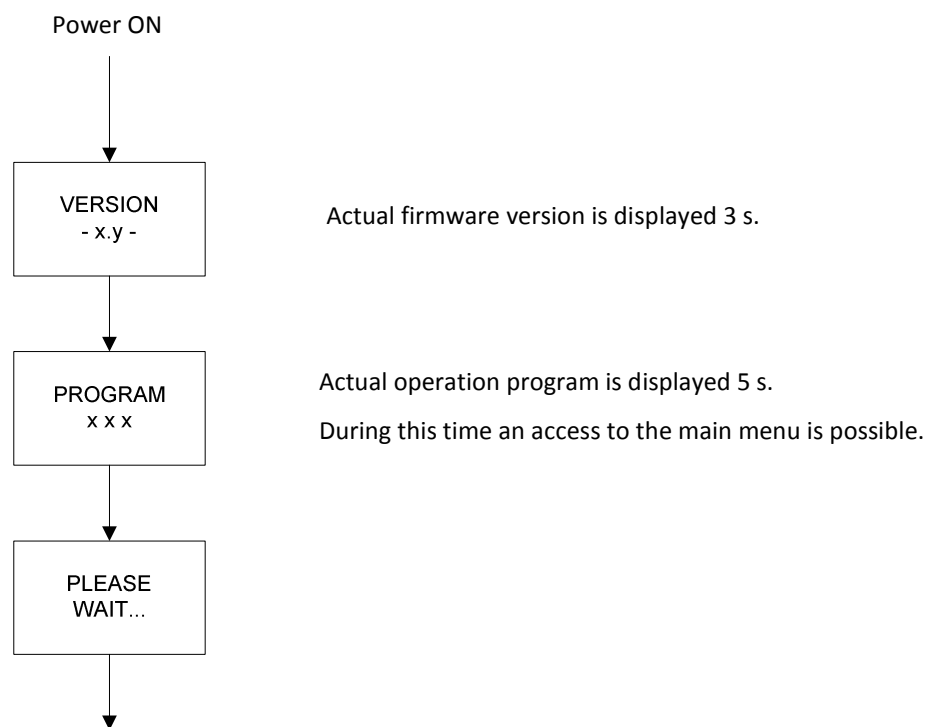 Power ON
VERSION
- x.y -
Actual firmware version is displayed 3 s.
PROGRAM
x x x
Actual operation program is displayed 5 s.
During this time an access to the main menu is possible.
PLEASE
WAIT...